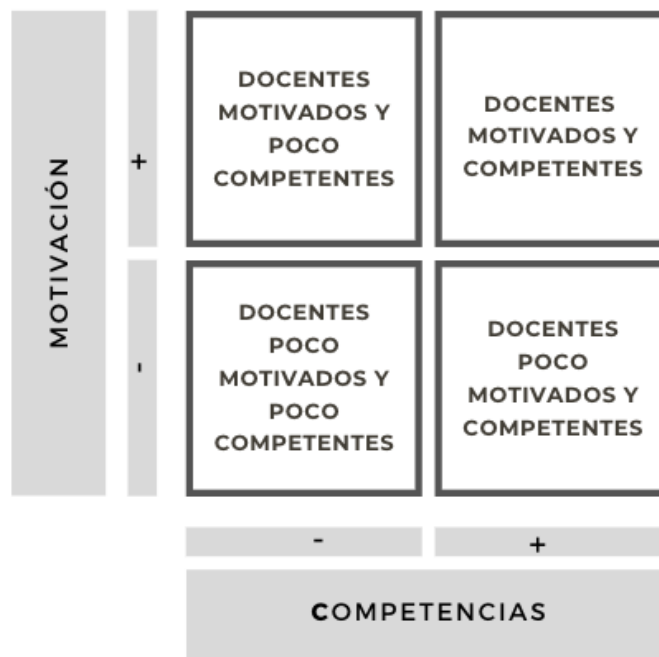 MOTIVACIÓN
+
DOCENTES
MOTIVADOS Y
POCO
COMPETENTES
DOCENTES
MOTIVADOS Y
COMPETENTES
-
DOCENTES
POCO
MOTIVADOS Y
POCO
COMPETENTES
DOCENTES
POCO
MOTIVADOS Y
COMPETENTES
-
+
COMPETENCIAS